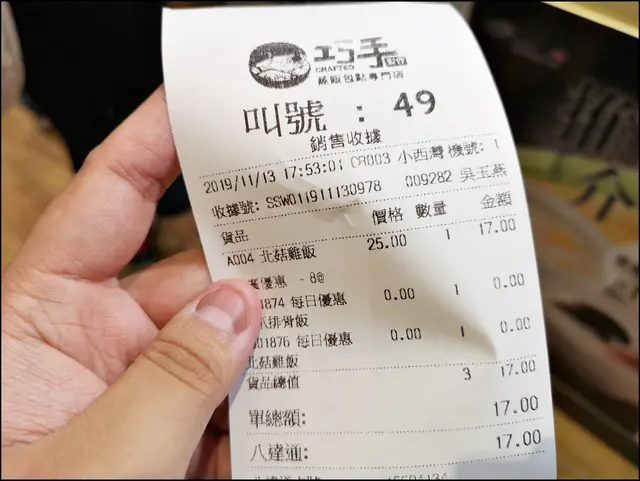 巧手
CRAFTED
蒸飯包點專門店
叫號 : 49
銷售收據
2019/11/13 17:53:01 CR003 小西灣 機號: 1
收據號: SSW011911130978 009282 吳玉燕
貨品 價格 數量 金額
A004 北菇雞飯 25.00 1 17.00
優惠 -8@
01874 每日優惠 0.00 1 0.00
排骨飯
01876 每日優惠 0.00 1 0.00
北菇雞飯
貨品總值 3 17.00
單總額: 17.00
八達通: 17.00